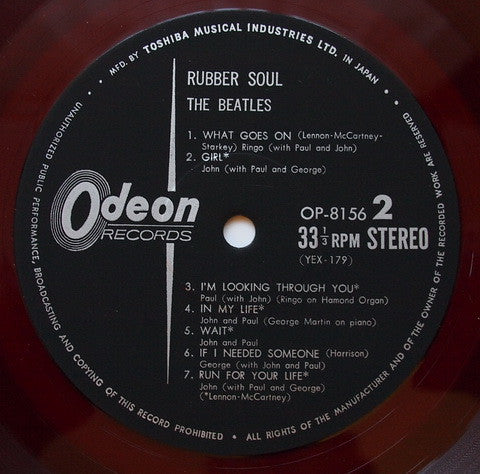 MFD. BY TOSHIBA MUSICAL INDUSTRIES LTD. IN JAPAN •
RUBBER SOUL
THE BEATLES
1. WHAT GOES ON (Lennon-McCartney-
Starkey) Ringo (with Paul and John)
2. GIRL*
John (with Paul and George)
Odeon
RECORDS
OP-8156 2
33 1/3 RPM STEREO
(YEX-179)
3. I'M LOOKING THROUGH YOU*
Paul (with John) (Ringo on Hamond Organ)
4. IN MY LIFE*
John and Paul (George Martin on piano)
5. WAIT*
John and Paul
6. IF I NEEDED SOMEONE (Harrison)
George (with John and Paul)
7. RUN FOR YOUR LIFE*
John (with Paul and George)
(*Lennon-McCartney)
UNAUTHORIZED PUBLIC PERFORMANCE, BROADCASTING AND COPYING OF THIS RECORD PROHIBITED • ALL RIGHTS OF THE MANUFACTURER AND OF THE OWNER OF THE RECORDED WORK ARE RESERVED